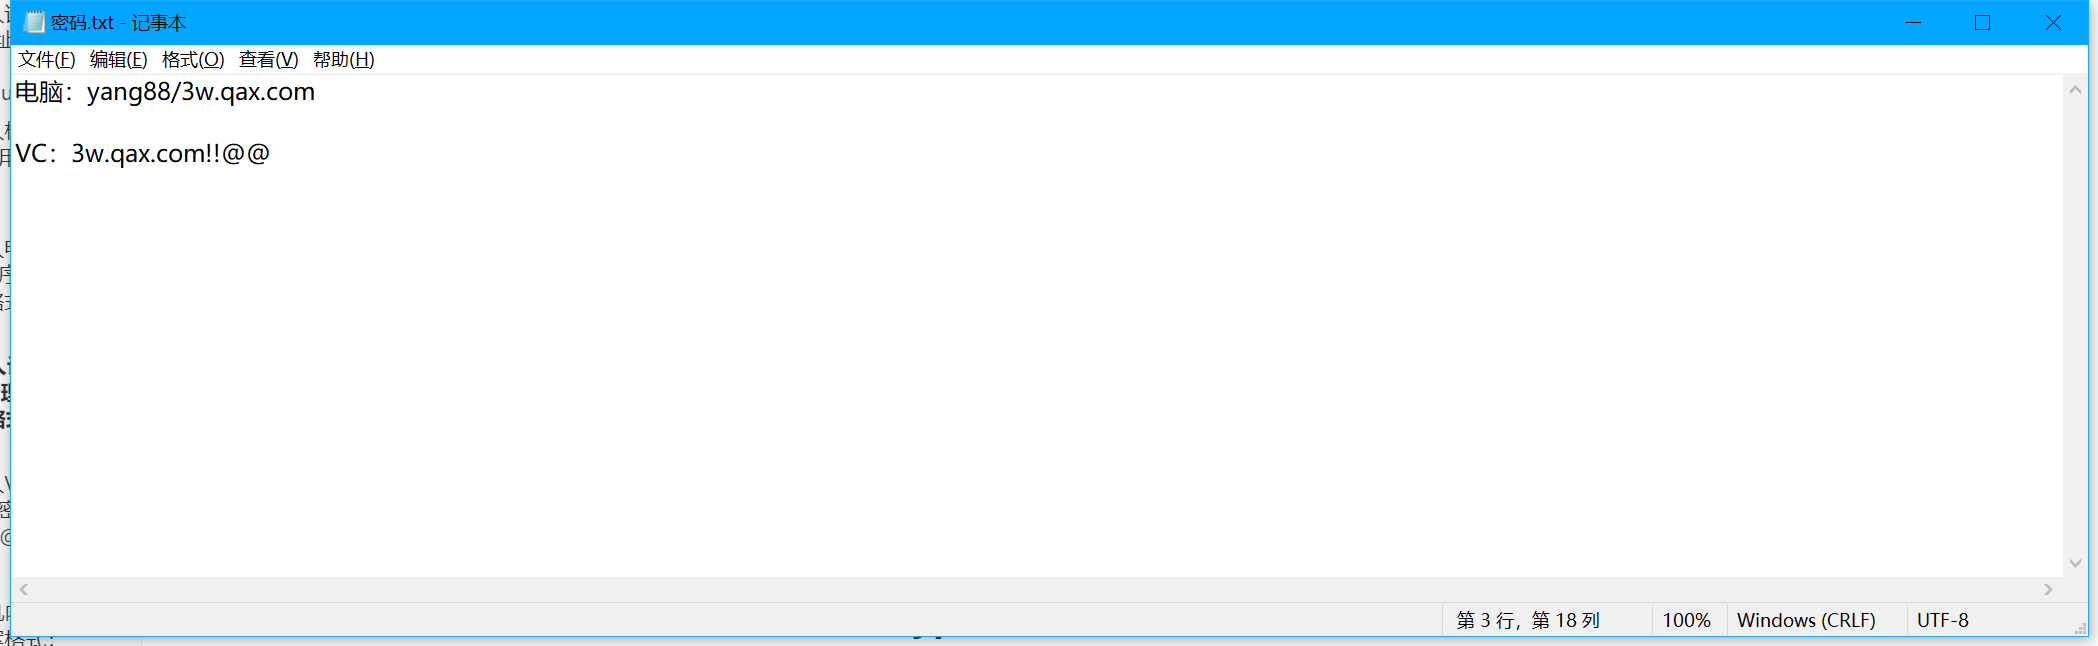 密码.txt - 记事本
文件(F) 编辑(E) 格式(O) 查看(V) 帮助(H)
电脑：yang88/3w.qax.com
VC：3w.qax.com!!@@
第 3 行，第 18 列 100% Windows (CRLF) UTF-8